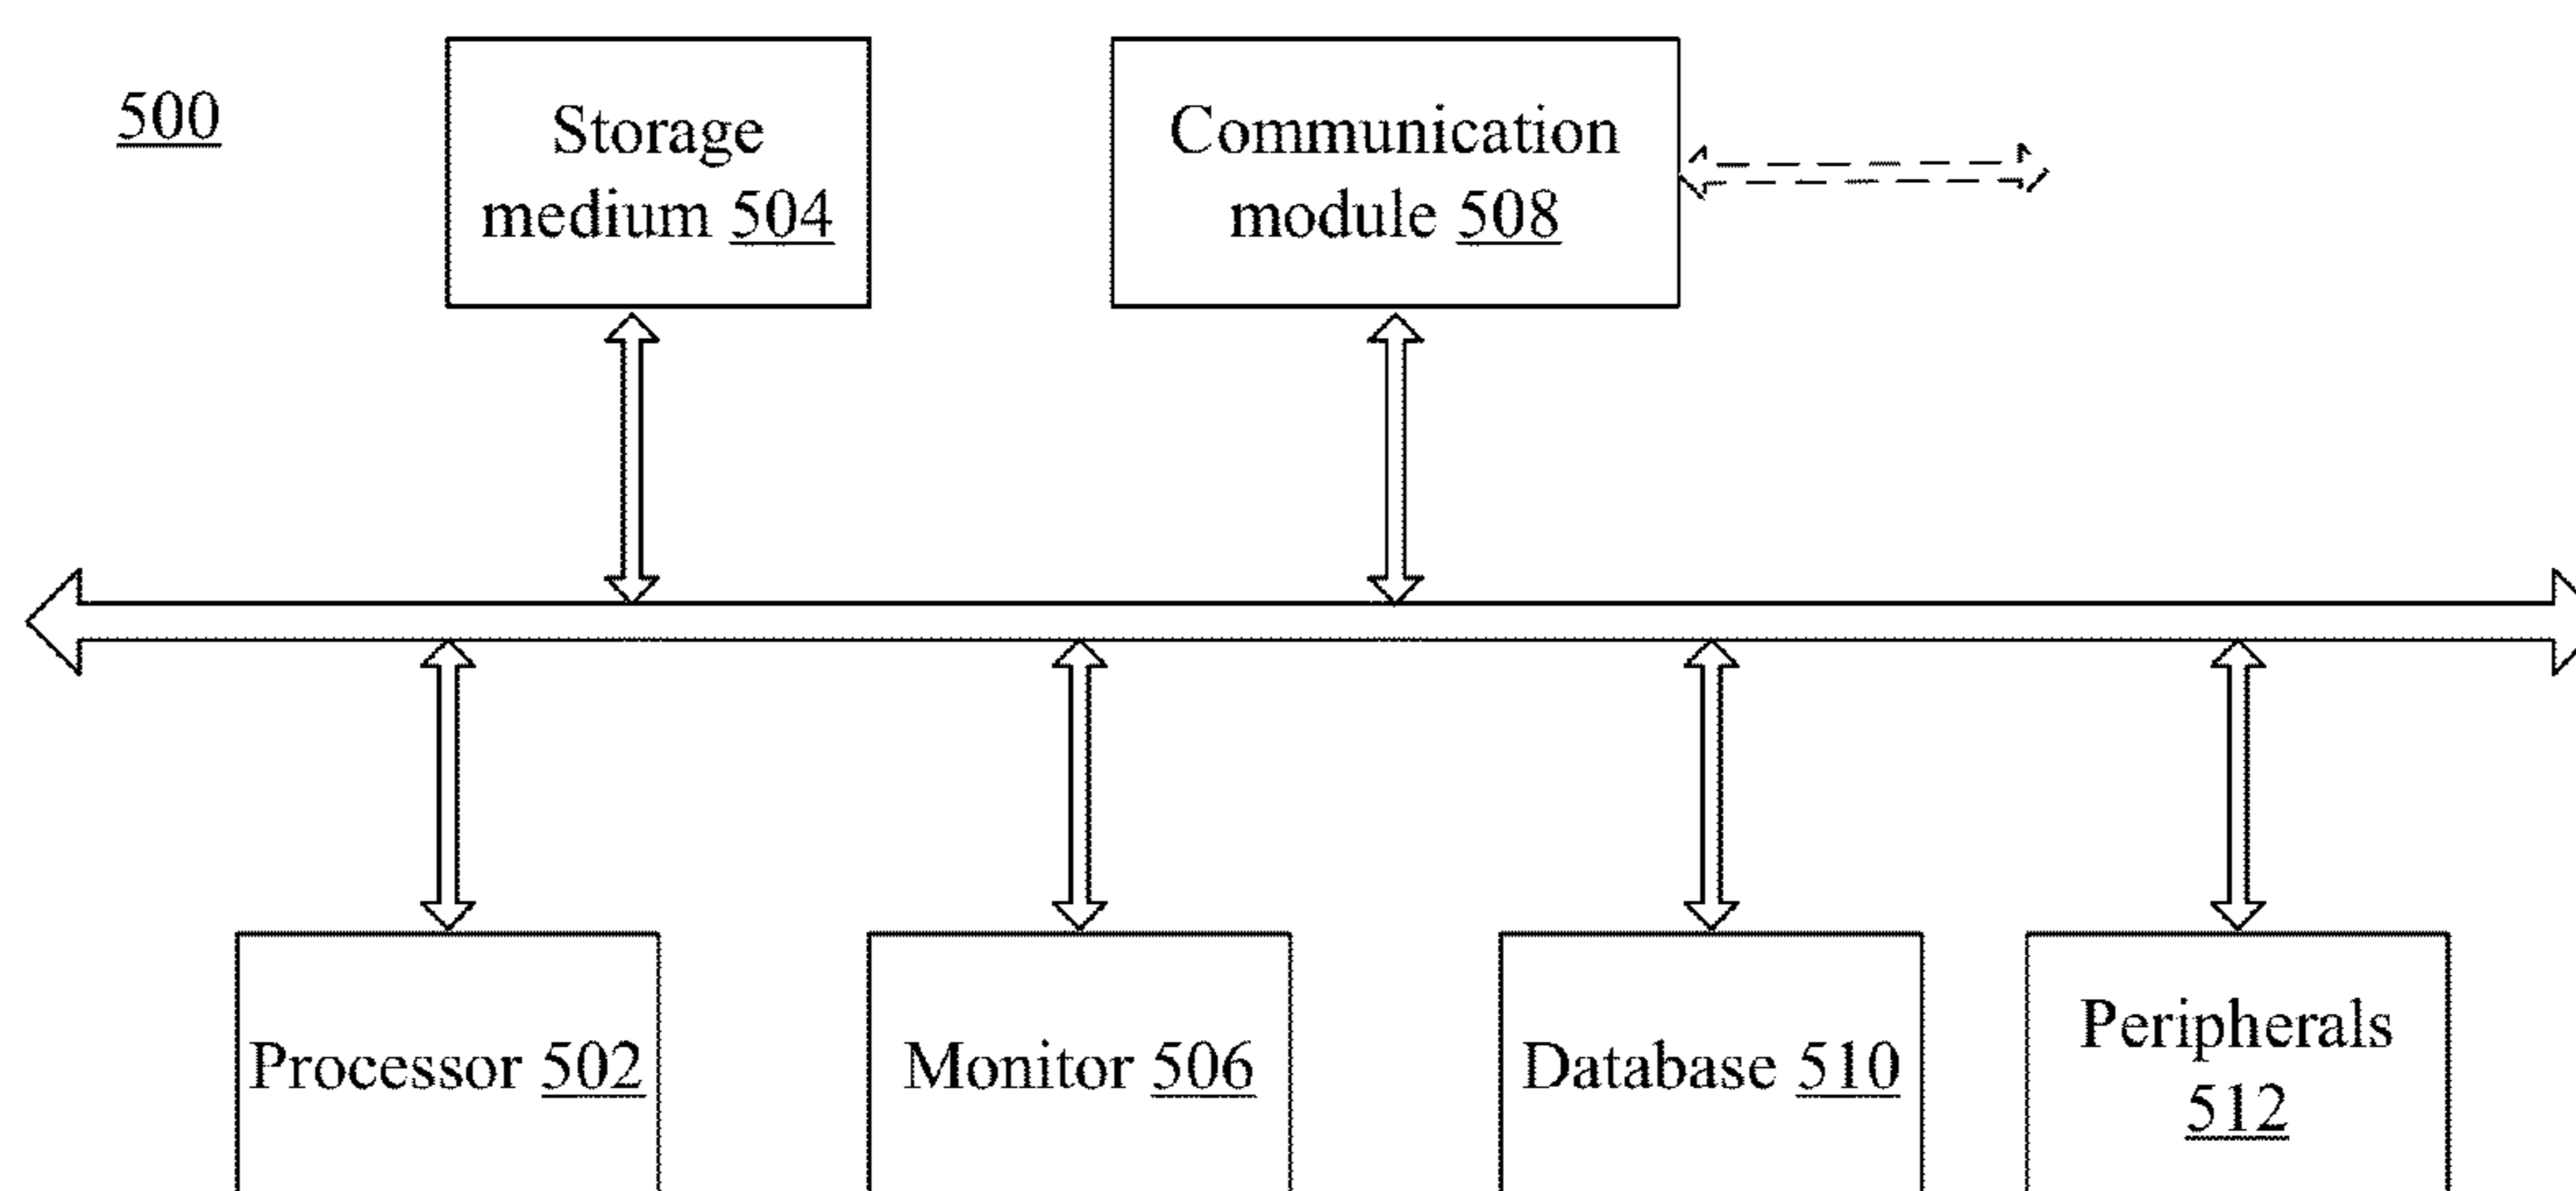 500
Storage
medium 504
Communication
module 508
Processor 502
Monitor 506
Database 510
Peripherals
512